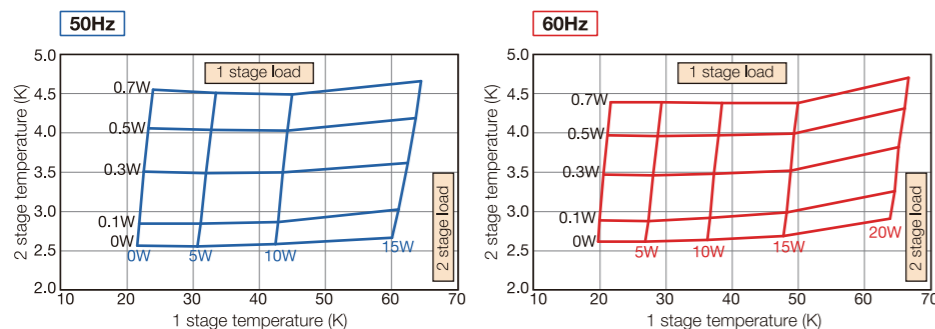 50Hz
2 stage temperature (K)
5.0
4.5
4.0
3.5
3.0
2.5
2.0
1 stage load
0.7W
0.5W
0.3W
0.1W
0W
0W
5W
10W
15W
2 stage load
10
20
30
40
50
60
70
1 stage temperature (K)
60Hz
2 stage temperature (K)
5.0
4.5
4.0
3.5
3.0
2.5
2.0
1 stage load
0.7W
0.5W
0.3W
0.1W
0W
5W
10W
15W
20W
2 stage load
10
20
30
40
50
60
70
1 stage temperature (K)